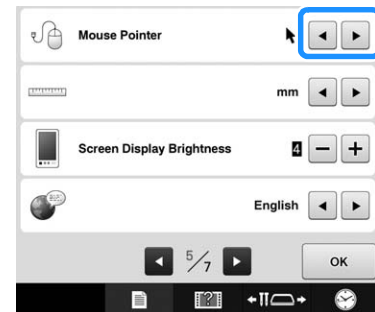 Mouse Pointer
mm
Screen Display Brightness 4
English
5/7 OK